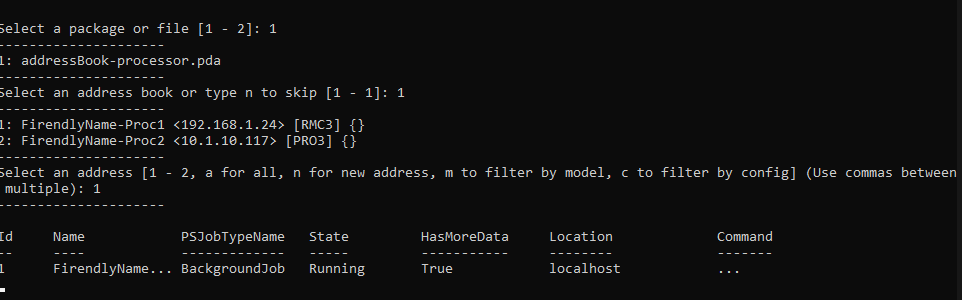 Select a package or file [1 - 2]: 1
---------------------
1: addressBook-processor.pda
---------------------
Select an address book or type n to skip [1 - 1]: 1
---------------------
1: FirendlyName-Proc1 <192.168.1.24> [RMC3] {}
2: FirendlyName-Proc2 <10.1.10.117> [PRO3] {}
---------------------
Select an address [1 - 2, a for all, n for new address, m to filter by model, c to filter by config] (Use commas between
 multiple): 1
---------------------
Id     Name            PSJobTypeName   State         HasMoreData     Location             Command
--     ----            -------------   -----         -----------     --------             -------
1      FirendlyName... BackgroundJob   Running       True            localhost            ...